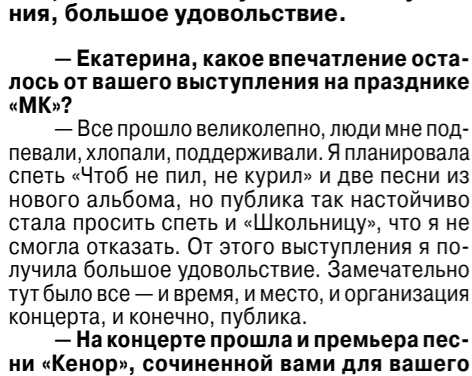 ния, большое удовольствие.
— Екатерина, какое впечатление оста-
лось от вашего выступления на празднике
«МК»?
— Все прошло великолепно, люди мне под-
певали, хлопали, поддерживали. Я планировала
спеть «Чтоб не пил, не курил» и две песни из
нового альбома, но публика так настойчиво
стала просить спеть и «Школьницу», что я не
смогла отказать. От этого выступления я по-
лучила большое удовольствие. Замечательно
тут было все — и время, и место, и организация
концерта, и конечно, публика.
— На концерте прошла и премьера пес-
ни «Кенор», сочиненной вами для вашего